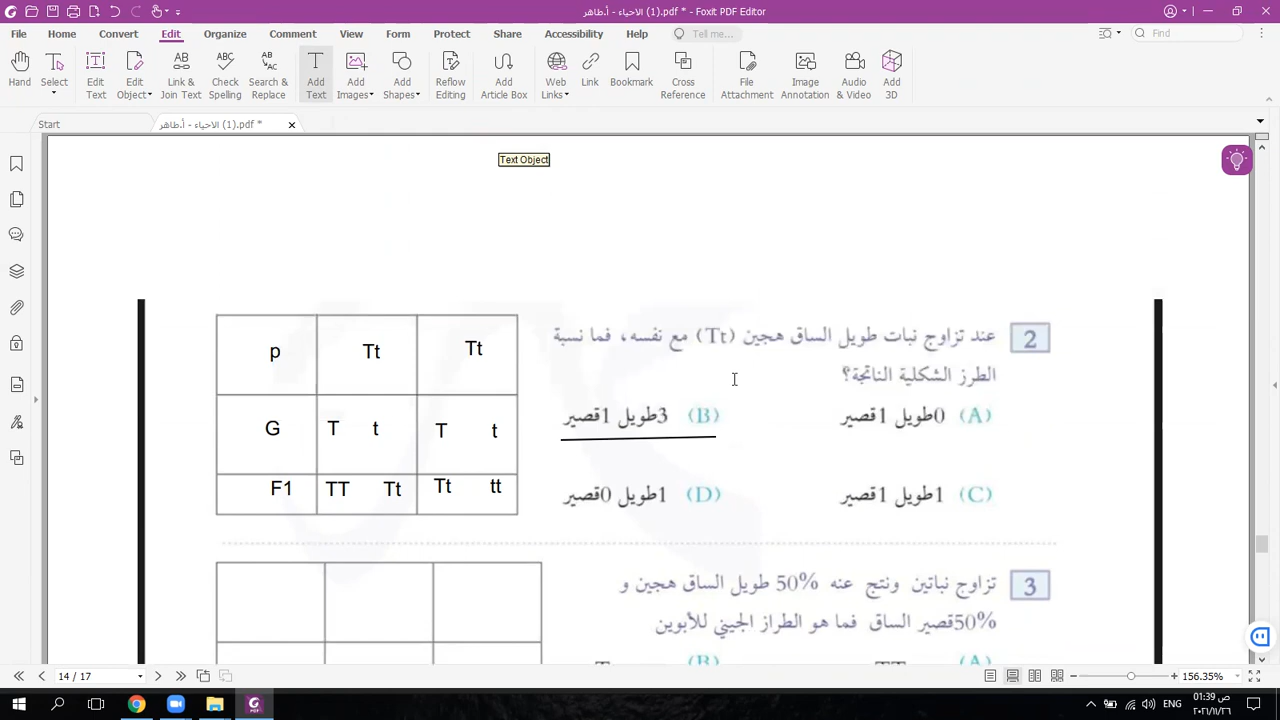 الاحياء - أ.طاهر (1).pdf * - Foxit PDF Editor
File Home Convert Edit Organize Comment View Form Protect Share Accessibility Help Tell me... Find
Hand Select Edit Text Edit Object Link & Join Text Check Spelling Search & Replace Add Text Add Images Add Shapes Reflow Editing Add Article Box Web Links Link Bookmark Cross Reference File Attachment Image Annotation Audio & Video Add 3D
Start الاحياء - أ.طاهر (1).pdf *
Text Object
2 عند تزاوج نبات طويل الساق هجين (Tt) مع نفسه، فما نسبة
الطرز الشكلية الناتجة؟
(A) 0طويل 1قصير (B) 3طويل 1قصير
(C) 1طويل 1قصير (D) 1طويل 0قصير
p Tt Tt
G T t T t
F1 TT Tt Tt tt
3 تزاوج نباتين ونتج عنه 50% طويل الساق هجين و
50%قصير الساق فما هو الطراز الجيني للأبوين
14 / 17 156.35%
ENG 01:39 ص